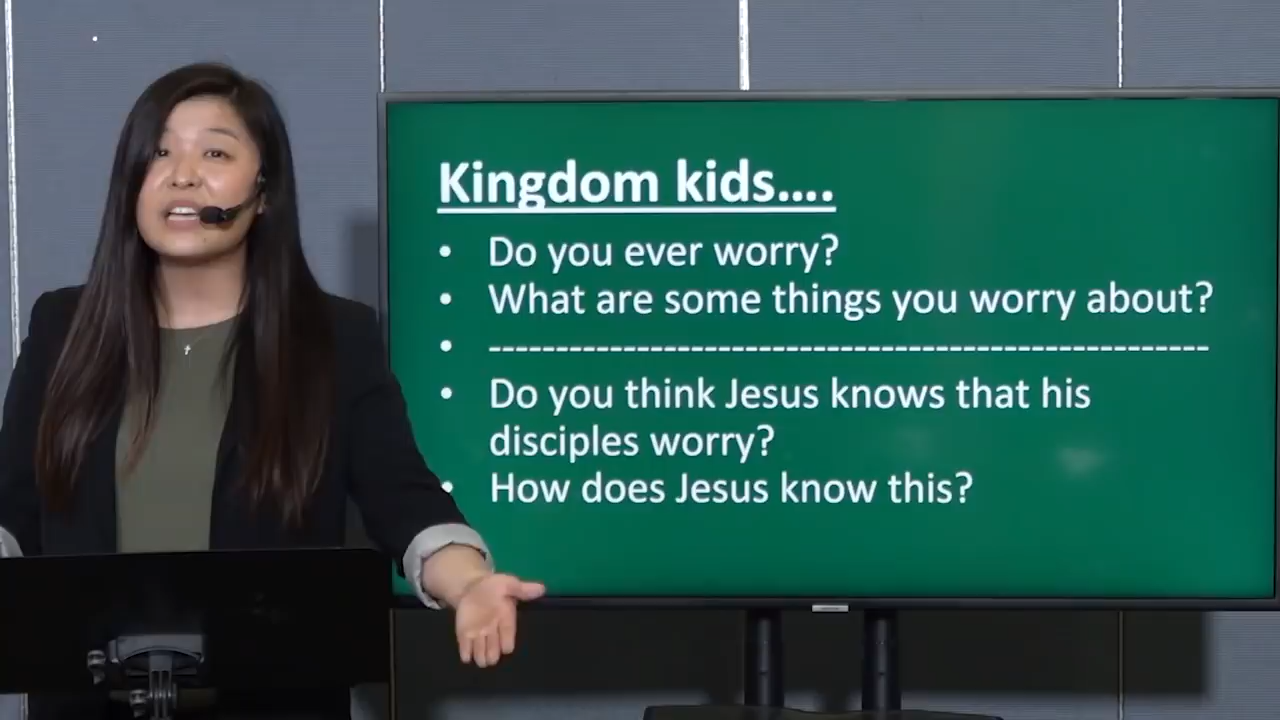 Kingdom kids....
• Do you ever worry?
• What are some things you worry about?
• -----------------------------------------------------
• Do you think Jesus knows that his
disciples worry?
• How does Jesus know this?